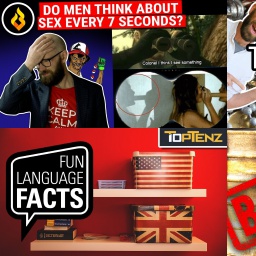 DO MEN THINK ABOUT
SEX EVERY 7 SECONDS?
KEEP
CALM
Colonel I think I see something
TOPTENZ
FUN
LANGUAGE
FACTS